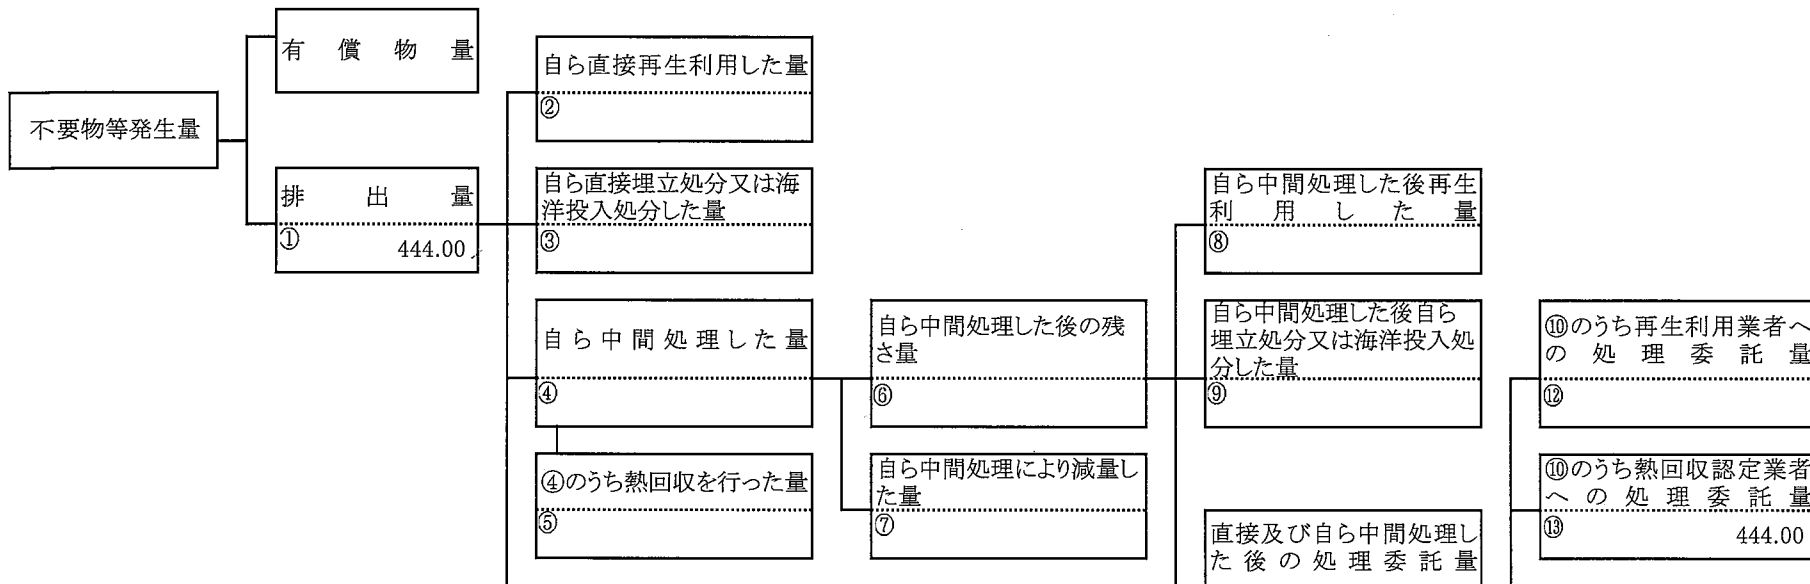 有償物量
不要物等発生量
排出量
①
444.00
自ら直接再生利用した量
②
自ら直接埋立処分又は海
洋投入処分した量
③
自ら中間処理した量
④
④のうち熱回収を行った量
⑤
自ら中間処理した後の残
さ量
⑥
自ら中間処理により減量し
た量
⑦
自ら中間処理した後再生
利用した量
⑧
自ら中間処理した後自ら
埋立処分又は海洋投入処
分した量
⑨
直接及び自ら中間処理し
た後の処理委託量
⑩のうち再生利用業者へ
の処理委託量
⑫
⑩のうち熱回収認定業者
への処理委託量
⑬
444.00